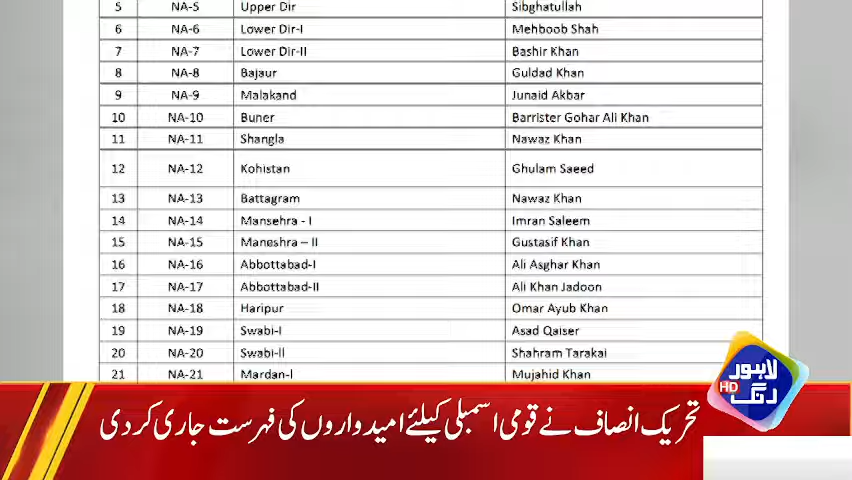 5 NA-5 Upper Dir Sibghatullah
6 NA-6 Lower Dir-I Mehboob Shah
7 NA-7 Lower Dir-II Bashir Khan
8 NA-8 Bajaur Guldad Khan
9 NA-9 Malakand Junaid Akbar
10 NA-10 Buner Barrister Gohar Ali Khan
11 NA-11 Shangla Nawaz Khan
12 NA-12 Kohistan Ghulam Saeed
13 NA-13 Battagram Nawaz Khan
14 NA-14 Mansehra - I Imran Saleem
15 NA-15 Maneshra – II Gustasif Khan
16 NA-16 Abbottabad-I Ali Asghar Khan
17 NA-17 Abbottabad-II Ali Khan Jadoon
18 NA-18 Haripur Omar Ayub Khan
19 NA-19 Swabi-I Asad Qaiser
20 NA-20 Swabi-II Shahram Tarakai
21 NA-21 Mardan-I Mujahid Khan
لاہور
HD رنگ
تحریک انصاف نے قومی اسمبلی کیلئے امیدواروں کی فہرست جاری کر دی